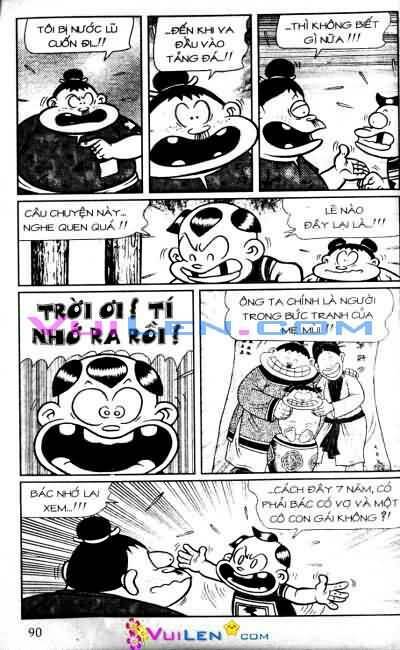 TÔI BỊ NƯỚC LŨ
CUỐN ĐI...!!
...ĐẾN KHI VA
ĐẦU VÀO
TẢNG ĐÁ...!!
...THÌ KHÔNG BIẾT
GÌ NỮA !!!
CÂU CHUYỆN NÀY...
NGHE QUEN QUÁ !
LẼ NÀO
ĐÂY LẠI LÀ...!!!
TRỜI ƠI! TÍ
NHỚ RA RỒI!
ÔNG TA CHÍNH LÀ NGƯỜI
TRONG BỨC TRANH CỦA
MẸ MÙI !!
VuiLen.com
BÁC NHỚ LẠI
XEM...!!!
...CÁCH ĐÂY 7 NĂM, CÓ
PHẢI BÁC CÓ VỢ VÀ MỘT
CÔ CON GÁI KHÔNG ?!
90
VuiLen.com